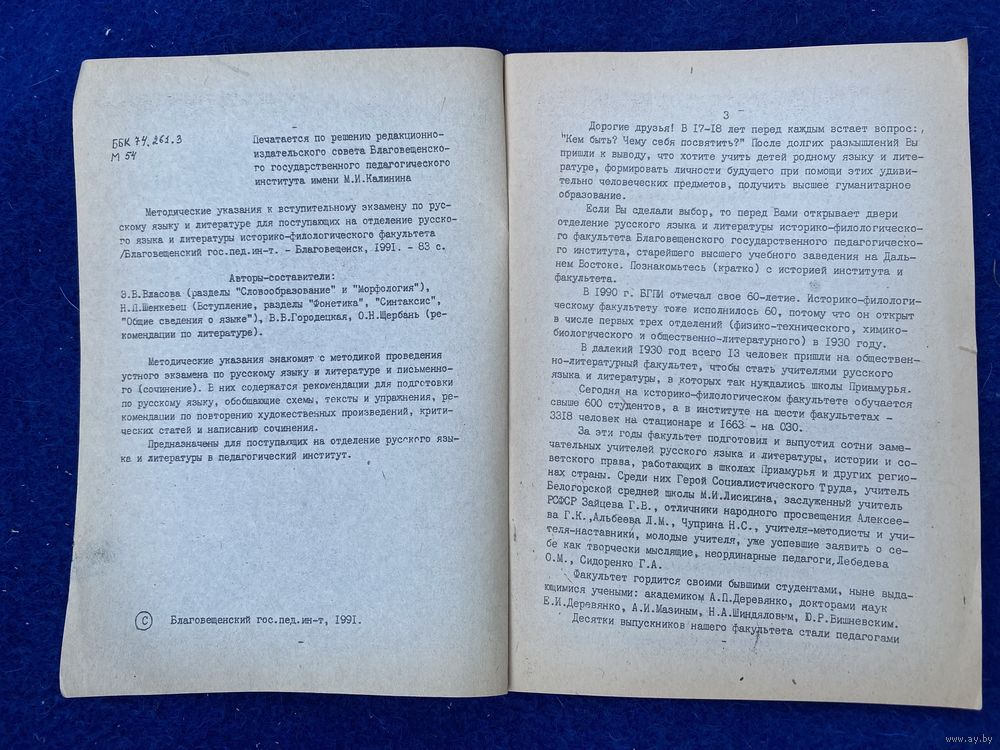 ББК 74.261.3
М 54
Печатается по решению редакционно-
издательского совета Благовещенско-
го государственного педагогического
института имени М.И.Калинина
Методические указания к вступительному экзамену по рус-
скому языку и литературе для поступающих на отделение русско-
го языка и литературы историко-филологического факультета
/Благовещенский гос.пед.ин-т. - Благовещенск, 1991. - 83 с.
Авторы-составители:
Э.В.Власова (разделы "Словообразование" и "Морфология"),
Н.П.Шенкевец (Вступление, разделы "Фонетика", "Синтаксис",
"Общие сведения о языке"), В.В.Городецкая, О.Н.Щербань (ре-
комендации по литературе).
Методические указания знакомят с методикой проведения
устного экзамена по русскому языку и литературе и письменно-
го (сочинение). В них содержатся рекомендации для подготовки
по русскому языку, обобщающие схемы, тексты и упражнения, ре-
комендации по повторению художественных произведений, крити-
ческих статей и написанию сочинения.
Предназначены для поступающих на отделение русского язы-
ка и литературы в педагогический институт.
© Благовещенский гос.пед.ин-т, 1991.
3
Дорогие друзья! В 17-18 лет перед каждым встает вопрос:
"Кем быть? Чему себя посвятить?" После долгих размышлений Вы
пришли к выводу, что хотите учить детей родному языку и лите-
ратуре, формировать личности будущего при помощи этих удиви-
тельно человеческих предметов, получить высшее гуманитарное
образование.
Если Вы сделали выбор, то перед Вами открывает двери
отделение русского языка и литературы историко-филологическо-
го факультета Благовещенского государственного педагогическо-
го института, старейшего высшего учебного заведения на Даль-
нем Востоке. Познакомьтесь (кратко) с историей института и
факультета.
В 1990 г. БГПИ отмечал свое 60-летие. Историко-филологи-
ческому факультету тоже исполнилось 60, потому что он открыт
в числе первых трех отделений (физико-технического, химико-
биологического и общественно-литературного) в 1930 году.
В далекий 1930 год всего 13 человек пришли на обществен-
но-литературный факультет, чтобы стать учителями русского
языка и литературы, в которых так нуждались школы Приамурья.
Сегодня на историко-филологическом факультете обучается
свыше 600 студентов, а в институте на шести факультетах -
3318 человек на стационаре и 1663 - на ОЗО.
За эти годы факультет подготовил и выпустил сотни заме-
чательных учителей русского языка и литературы, истории и со-
ветского права, работающих в школах Приамурья и других регио-
нах страны. Среди них Герой Социалистического Труда, учитель
Белогорской средней школы М.И.Лисицина, заслуженный учитель
РСФСР Зайцева Г.В., отличники народного просвещения Алексее-
ва Г.К.,Альбеева Л.М., Чуприна Н.С., учителя-методисты и учи-
теля-наставники, молодые учителя, уже успевшие заявить о се-
бе как творчески мыслящие, неординарные педагоги, Лебедева
О.М., Сидоренко Г.А.
Факультет гордится своими бывшими студентами, ныне выда-
ющимися учеными: академиком А.П.Деревянко, докторами наук
Е.И.Деревянко, А.И.Мазиным, Н.А.Шиндяловым, Ю.Р.Вишневским.
Десятки выпускников нашего факультета стали педагогами
www.ay.by